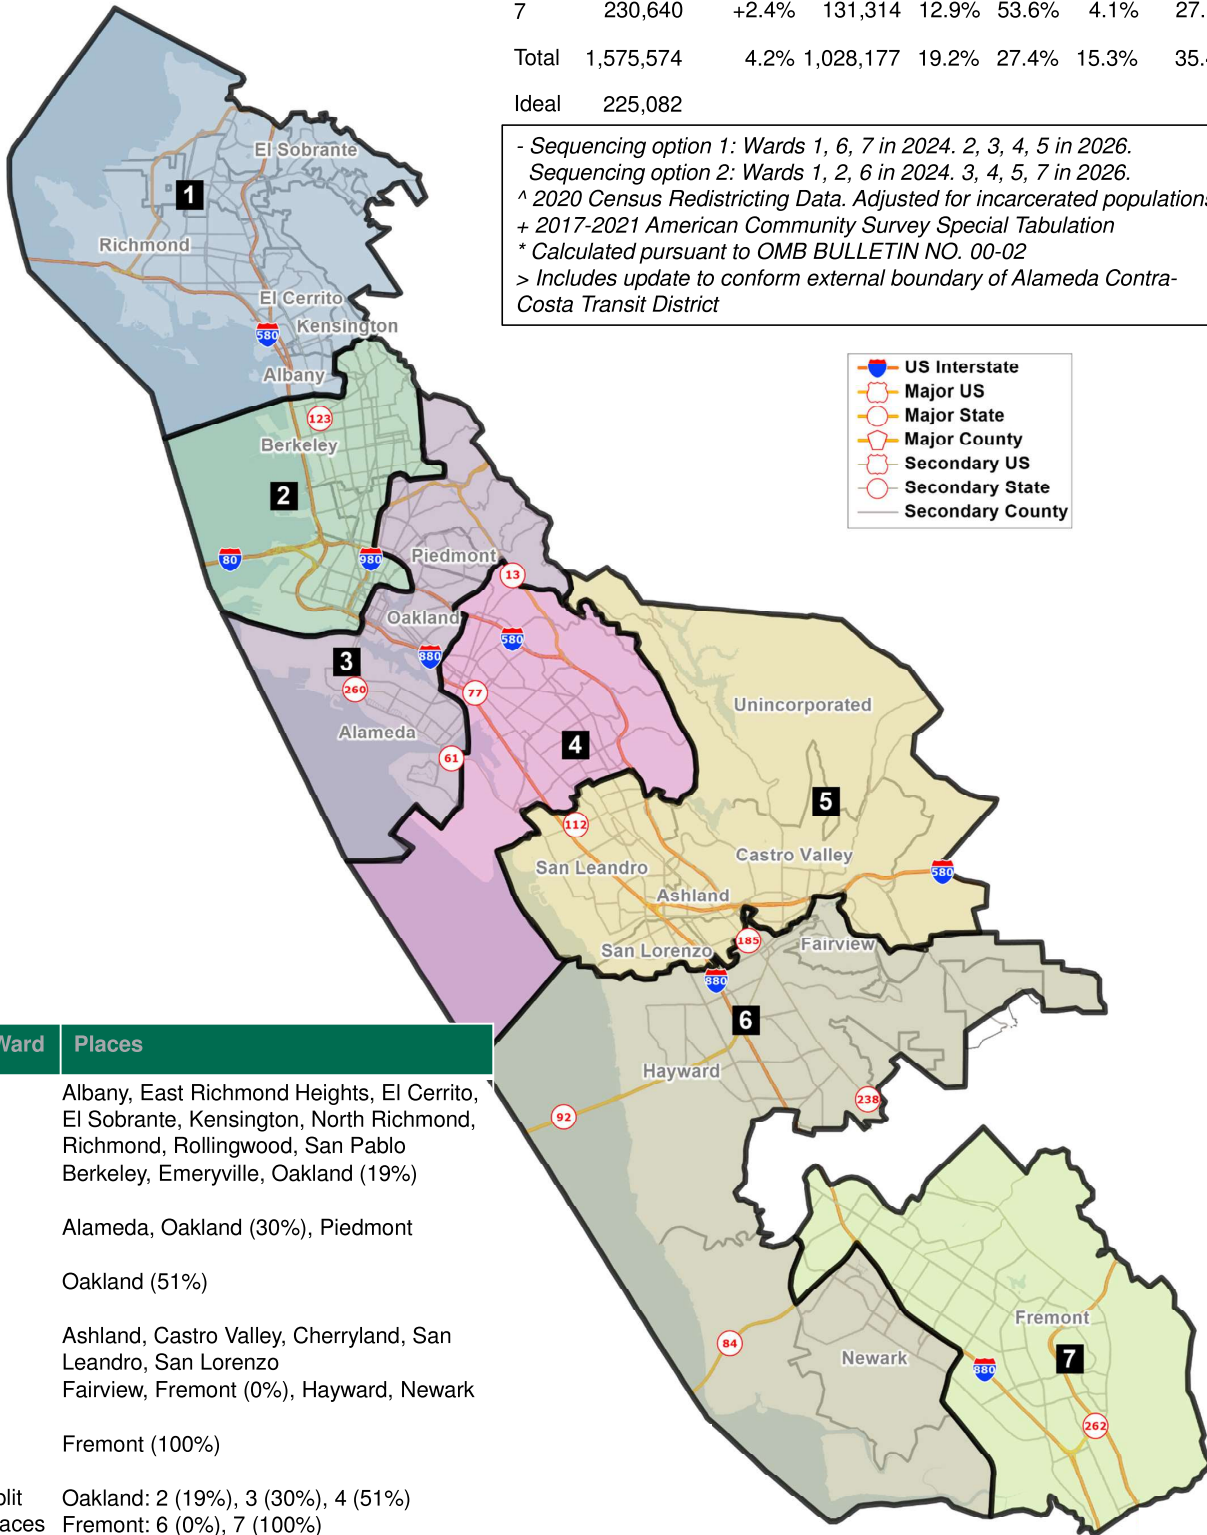 7 230,640 +2.4% 131,314 12.9% 53.6% 4.1% 27.
Total 1,575,574 4.2% 1,028,177 19.2% 27.4% 15.3% 35.
Ideal 225,082
- Sequencing option 1: Wards 1, 6, 7 in 2024. 2, 3, 4, 5 in 2026.
Sequencing option 2: Wards 1, 2, 6 in 2024. 3, 4, 5, 7 in 2026.
^ 2020 Census Redistricting Data. Adjusted for incarcerated populations
+ 2017-2021 American Community Survey Special Tabulation
* Calculated pursuant to OMB BULLETIN NO. 00-02
> Includes update to conform external boundary of Alameda Contra-
Costa Transit District
US Interstate
Major US
Major State
Major County
Secondary US
Secondary State
Secondary County
El Sobrante
1
Richmond
El Cerrito
Kensington
580
Albany
123
Berkeley
2
80
980
Piedmont
13
Oakland
580
880
3
260
77
Alameda
61
4
Unincorporated
5
112
San Leandro
Castro Valley
580
Ashland
185
Fairview
San Lorenzo
880
6
Hayward
92
238
84
Newark
Fremont
7
880
262
Ward Places
Albany, East Richmond Heights, El Cerrito,
El Sobrante, Kensington, North Richmond,
Richmond, Rollingwood, San Pablo
Berkeley, Emeryville, Oakland (19%)
Alameda, Oakland (30%), Piedmont
Oakland (51%)
Ashland, Castro Valley, Cherryland, San
Leandro, San Lorenzo
Fairview, Fremont (0%), Hayward, Newark
Fremont (100%)
plit Oakland: 2 (19%), 3 (30%), 4 (51%)
aces Fremont: 6 (0%), 7 (100%)